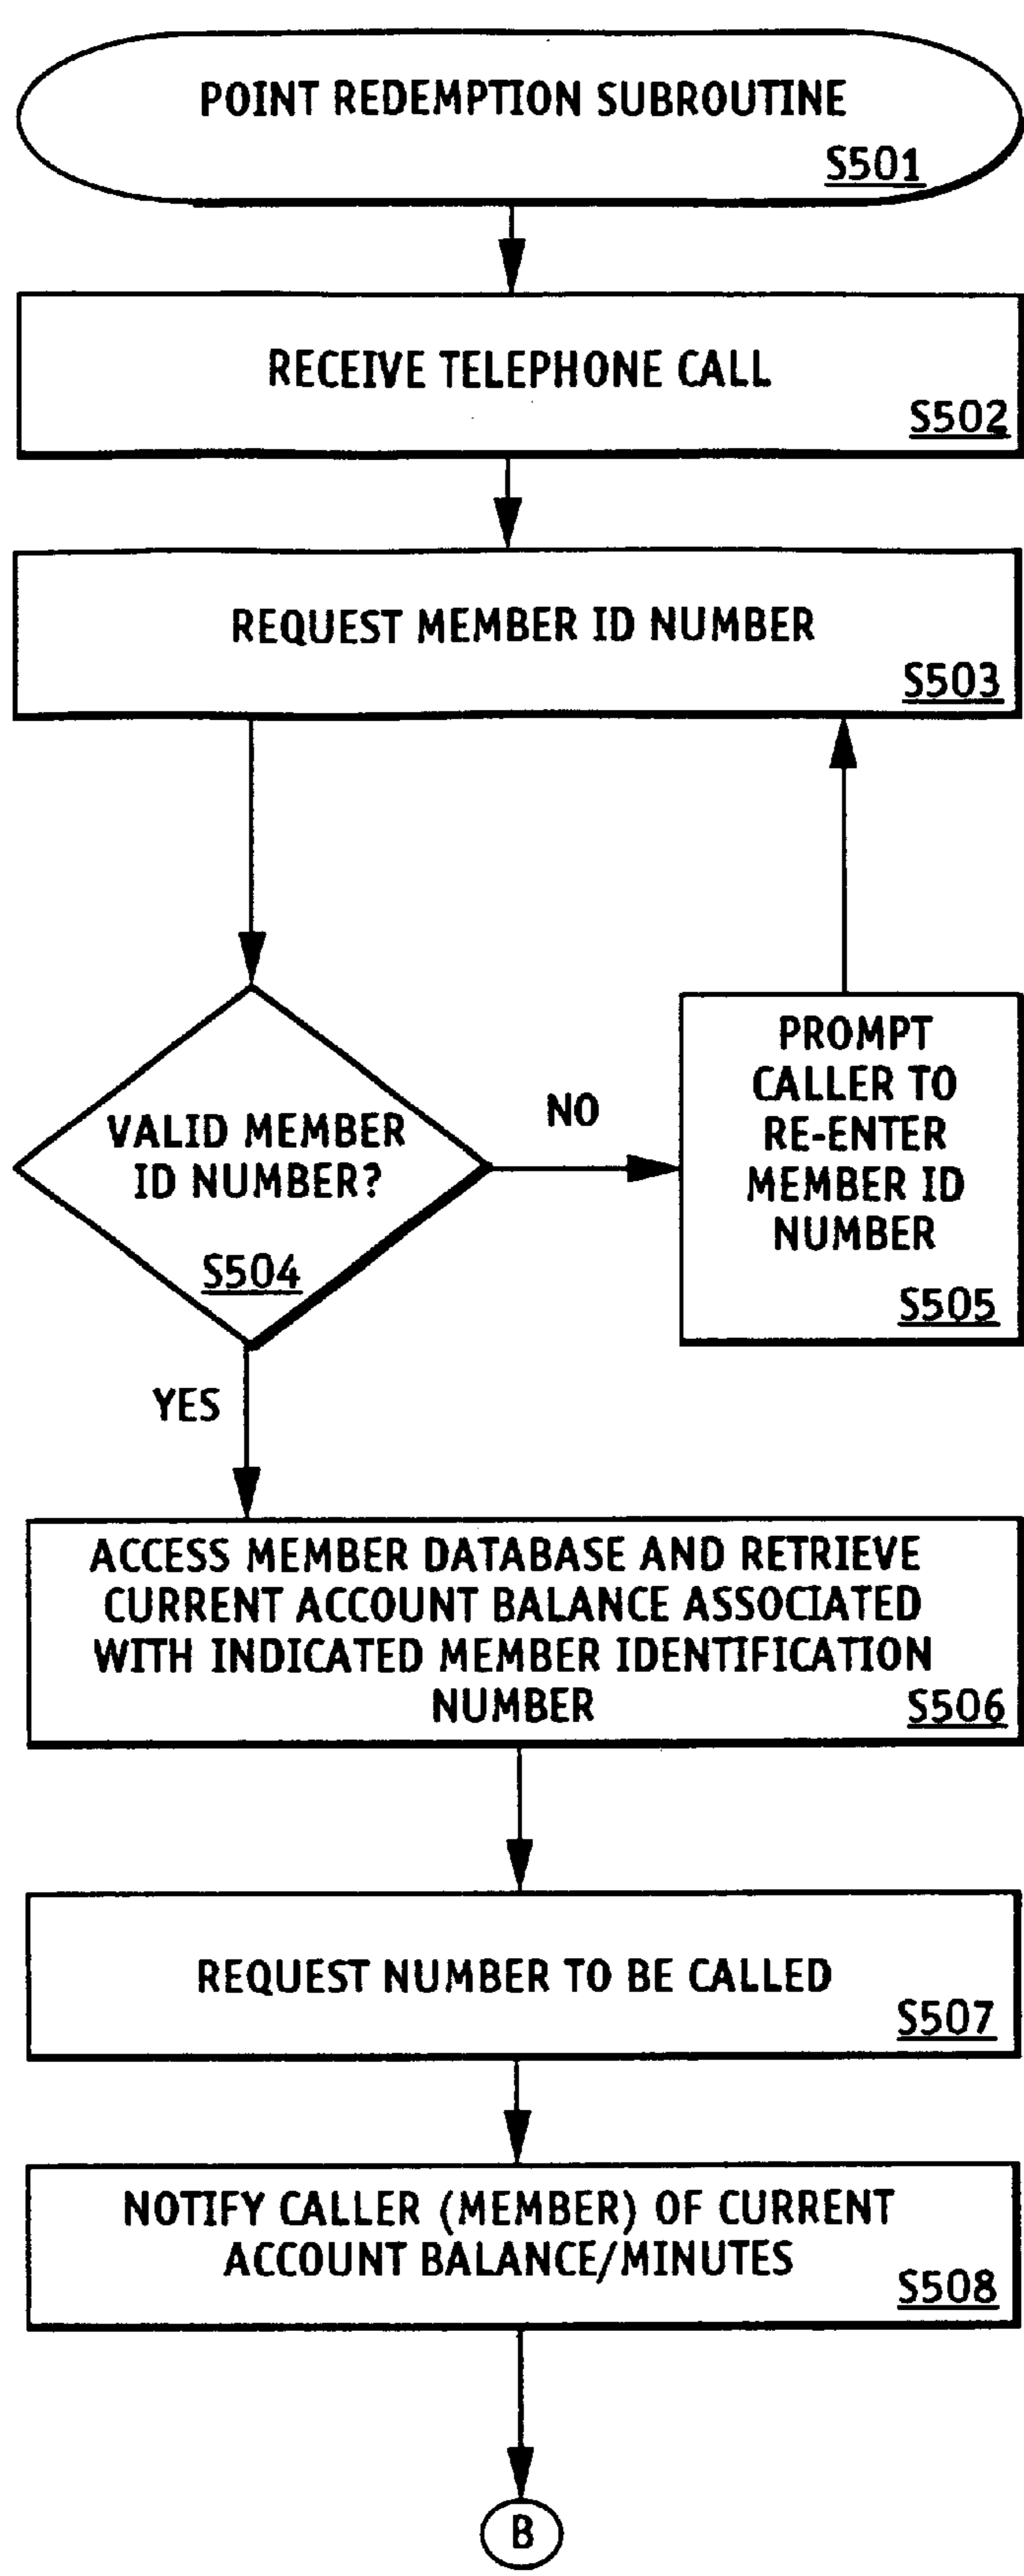 POINT REDEMPTION SUBROUTINE
S501
RECEIVE TELEPHONE CALL
S502
REQUEST MEMBER ID NUMBER
S503
VALID MEMBER
ID NUMBER?
S504
NO
PROMPT
CALLER TO
RE-ENTER
MEMBER ID
NUMBER
S505
YES
ACCESS MEMBER DATABASE AND RETRIEVE
CURRENT ACCOUNT BALANCE ASSOCIATED
WITH INDICATED MEMBER IDENTIFICATION
NUMBER
S506
REQUEST NUMBER TO BE CALLED
S507
NOTIFY CALLER (MEMBER) OF CURRENT
ACCOUNT BALANCE/MINUTES
S508
B